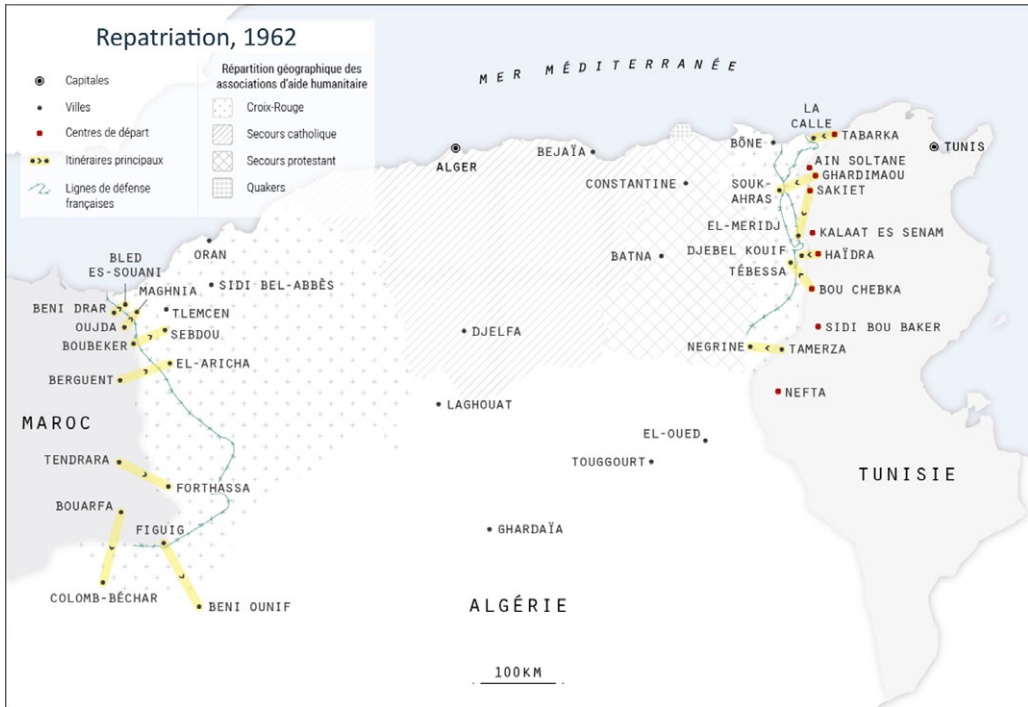 Repatriation, 1962
Capitales
Villes
Centres de départ
Itinéraires principaux
Lignes de défense
françaises
Répartition géographique des
associations d'aide humanitaire
Croix-Rouge
Secours catholique
Secours protestant
Quakers
MER MÉDITERRANÉE
LA
CALLE
TABARKA
BÔNE
TUNIS
ALGER
BEJAÏA
AIN SOLTANE
GHARDIMAOU
CONSTANTINE
SOUK-
AHRAS
SAKIET
EL-MERIDJ
KALAAT ES SENAM
ORAN
DJEBEL KOUIF
HAÏDRA
BLED
ES-SOUANI
BATNA
TÉBESSA
MAGHNIA
SIDI BEL-ABBÈS
BOU CHEBKA
BENI DRAR
TLEMCEN
OUJDA
SEBDOU
DJELFA
SIDI BOU BAKER
BOUBEKER
NEGRINE
TAMERZA
EL-ARICHA
BERGUENT
NEFTA
LAGHOUAT
MAROC
EL-OUED
TENDRARA
TOUGGOURT
TUNISIE
FORTHASSA
BOUARFA
FIGUIG
GHARDAÏA
COLOMB-BÉCHAR
BENI OUNIF
ALGÉRIE
100KM